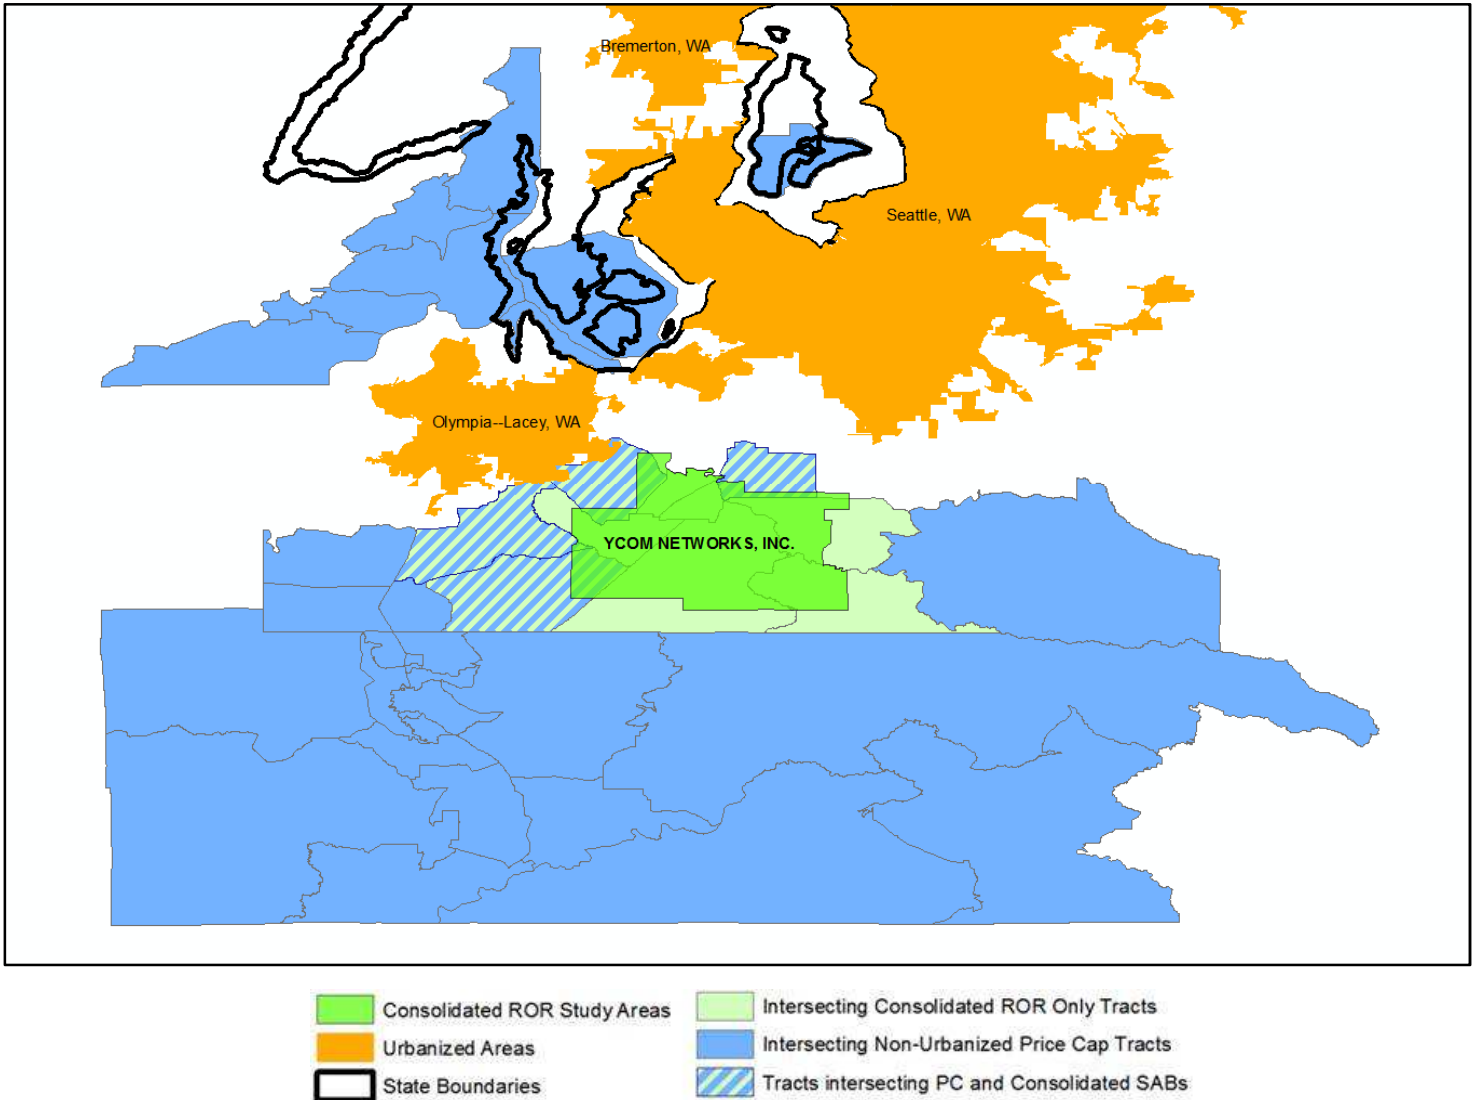 Bremerton, WA
Seattle, WA
Olympia--Lacey, WA
YCOM NETWORKS, INC.
Consolidated ROR Study Areas
Urbanized Areas
State Boundaries
Intersecting Consolidated ROR Only Tracts
Intersecting Non-Urbanized Price Cap Tracts
Tracts intersecting PC and Consolidated SABs